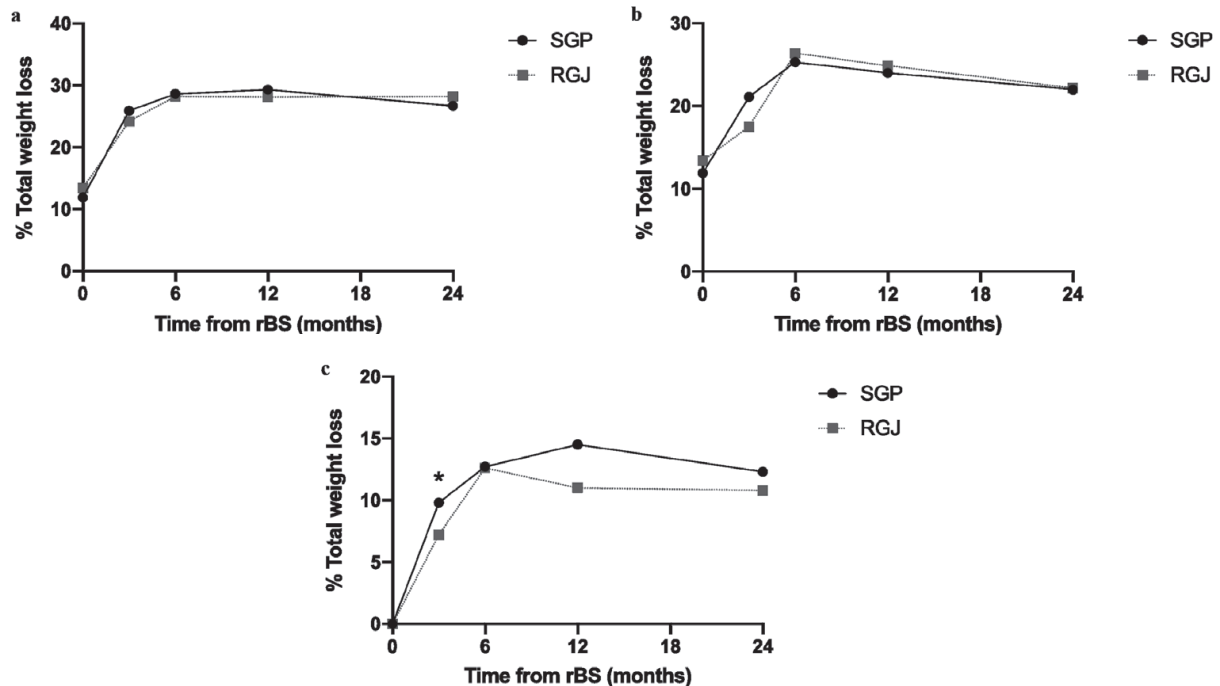 a
40
30
20
10
0
% Total weight loss
0 6 12 18 24
Time from rBS (months)
SGP
RGJ
b
30
20
10
0
% Total weight loss
0 6 12 18 24
Time from rBS (months)
SGP
RGJ
c
20
15
10
5
0
% Total weight loss
*
0 6 12 18 24
Time from rBS (months)
SGP
RGJ